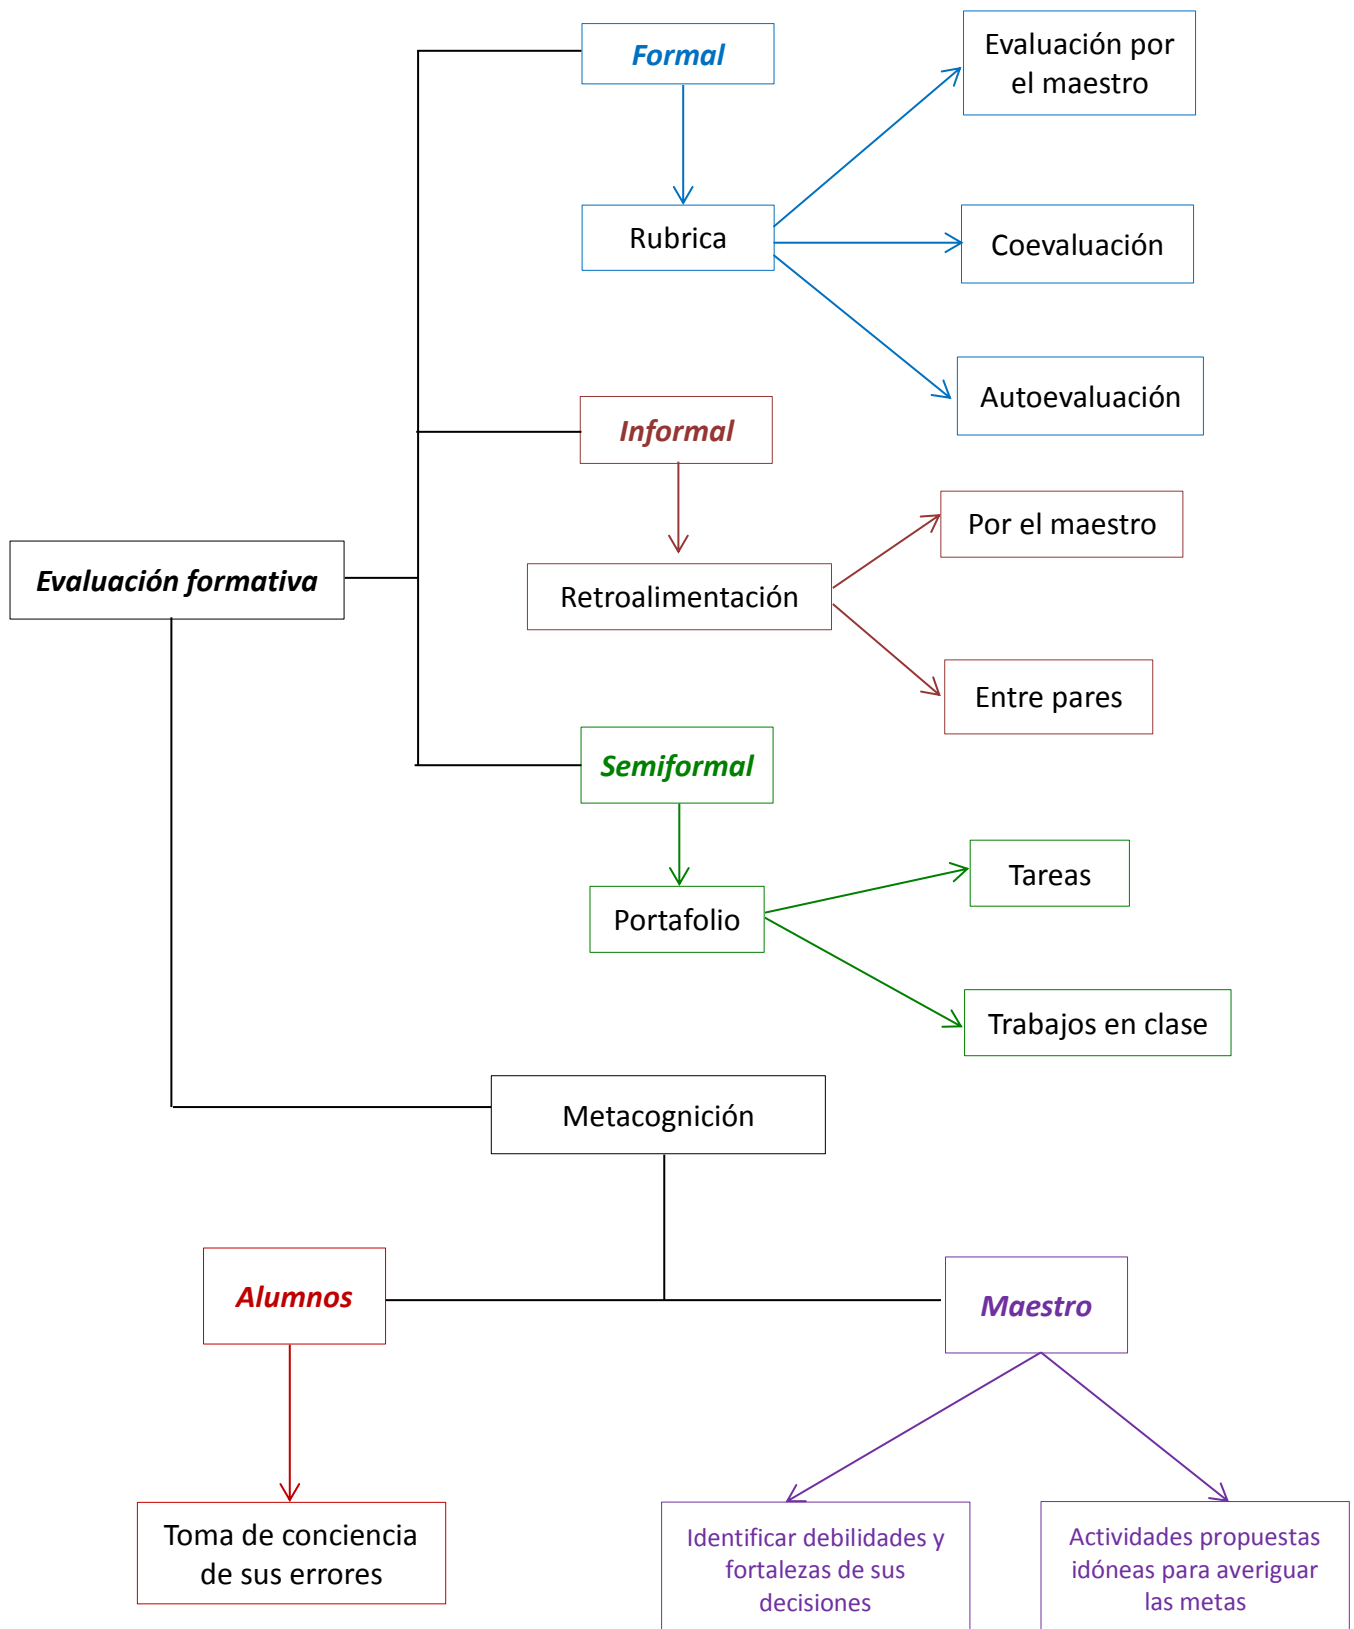 Formal
Evaluación por
el maestro
Rubrica
Coevaluación
Autoevaluación
Informal
Por el maestro
Evaluación formativa
Retroalimentación
Entre pares
Semiformal
Tareas
Portafolio
Trabajos en clase
Metacognición
Alumnos
Maestro
Toma de conciencia
de sus errores
Identificar debilidades y
fortalezas de sus
decisiones
Actividades propuestas
idóneas para averiguar
las metas